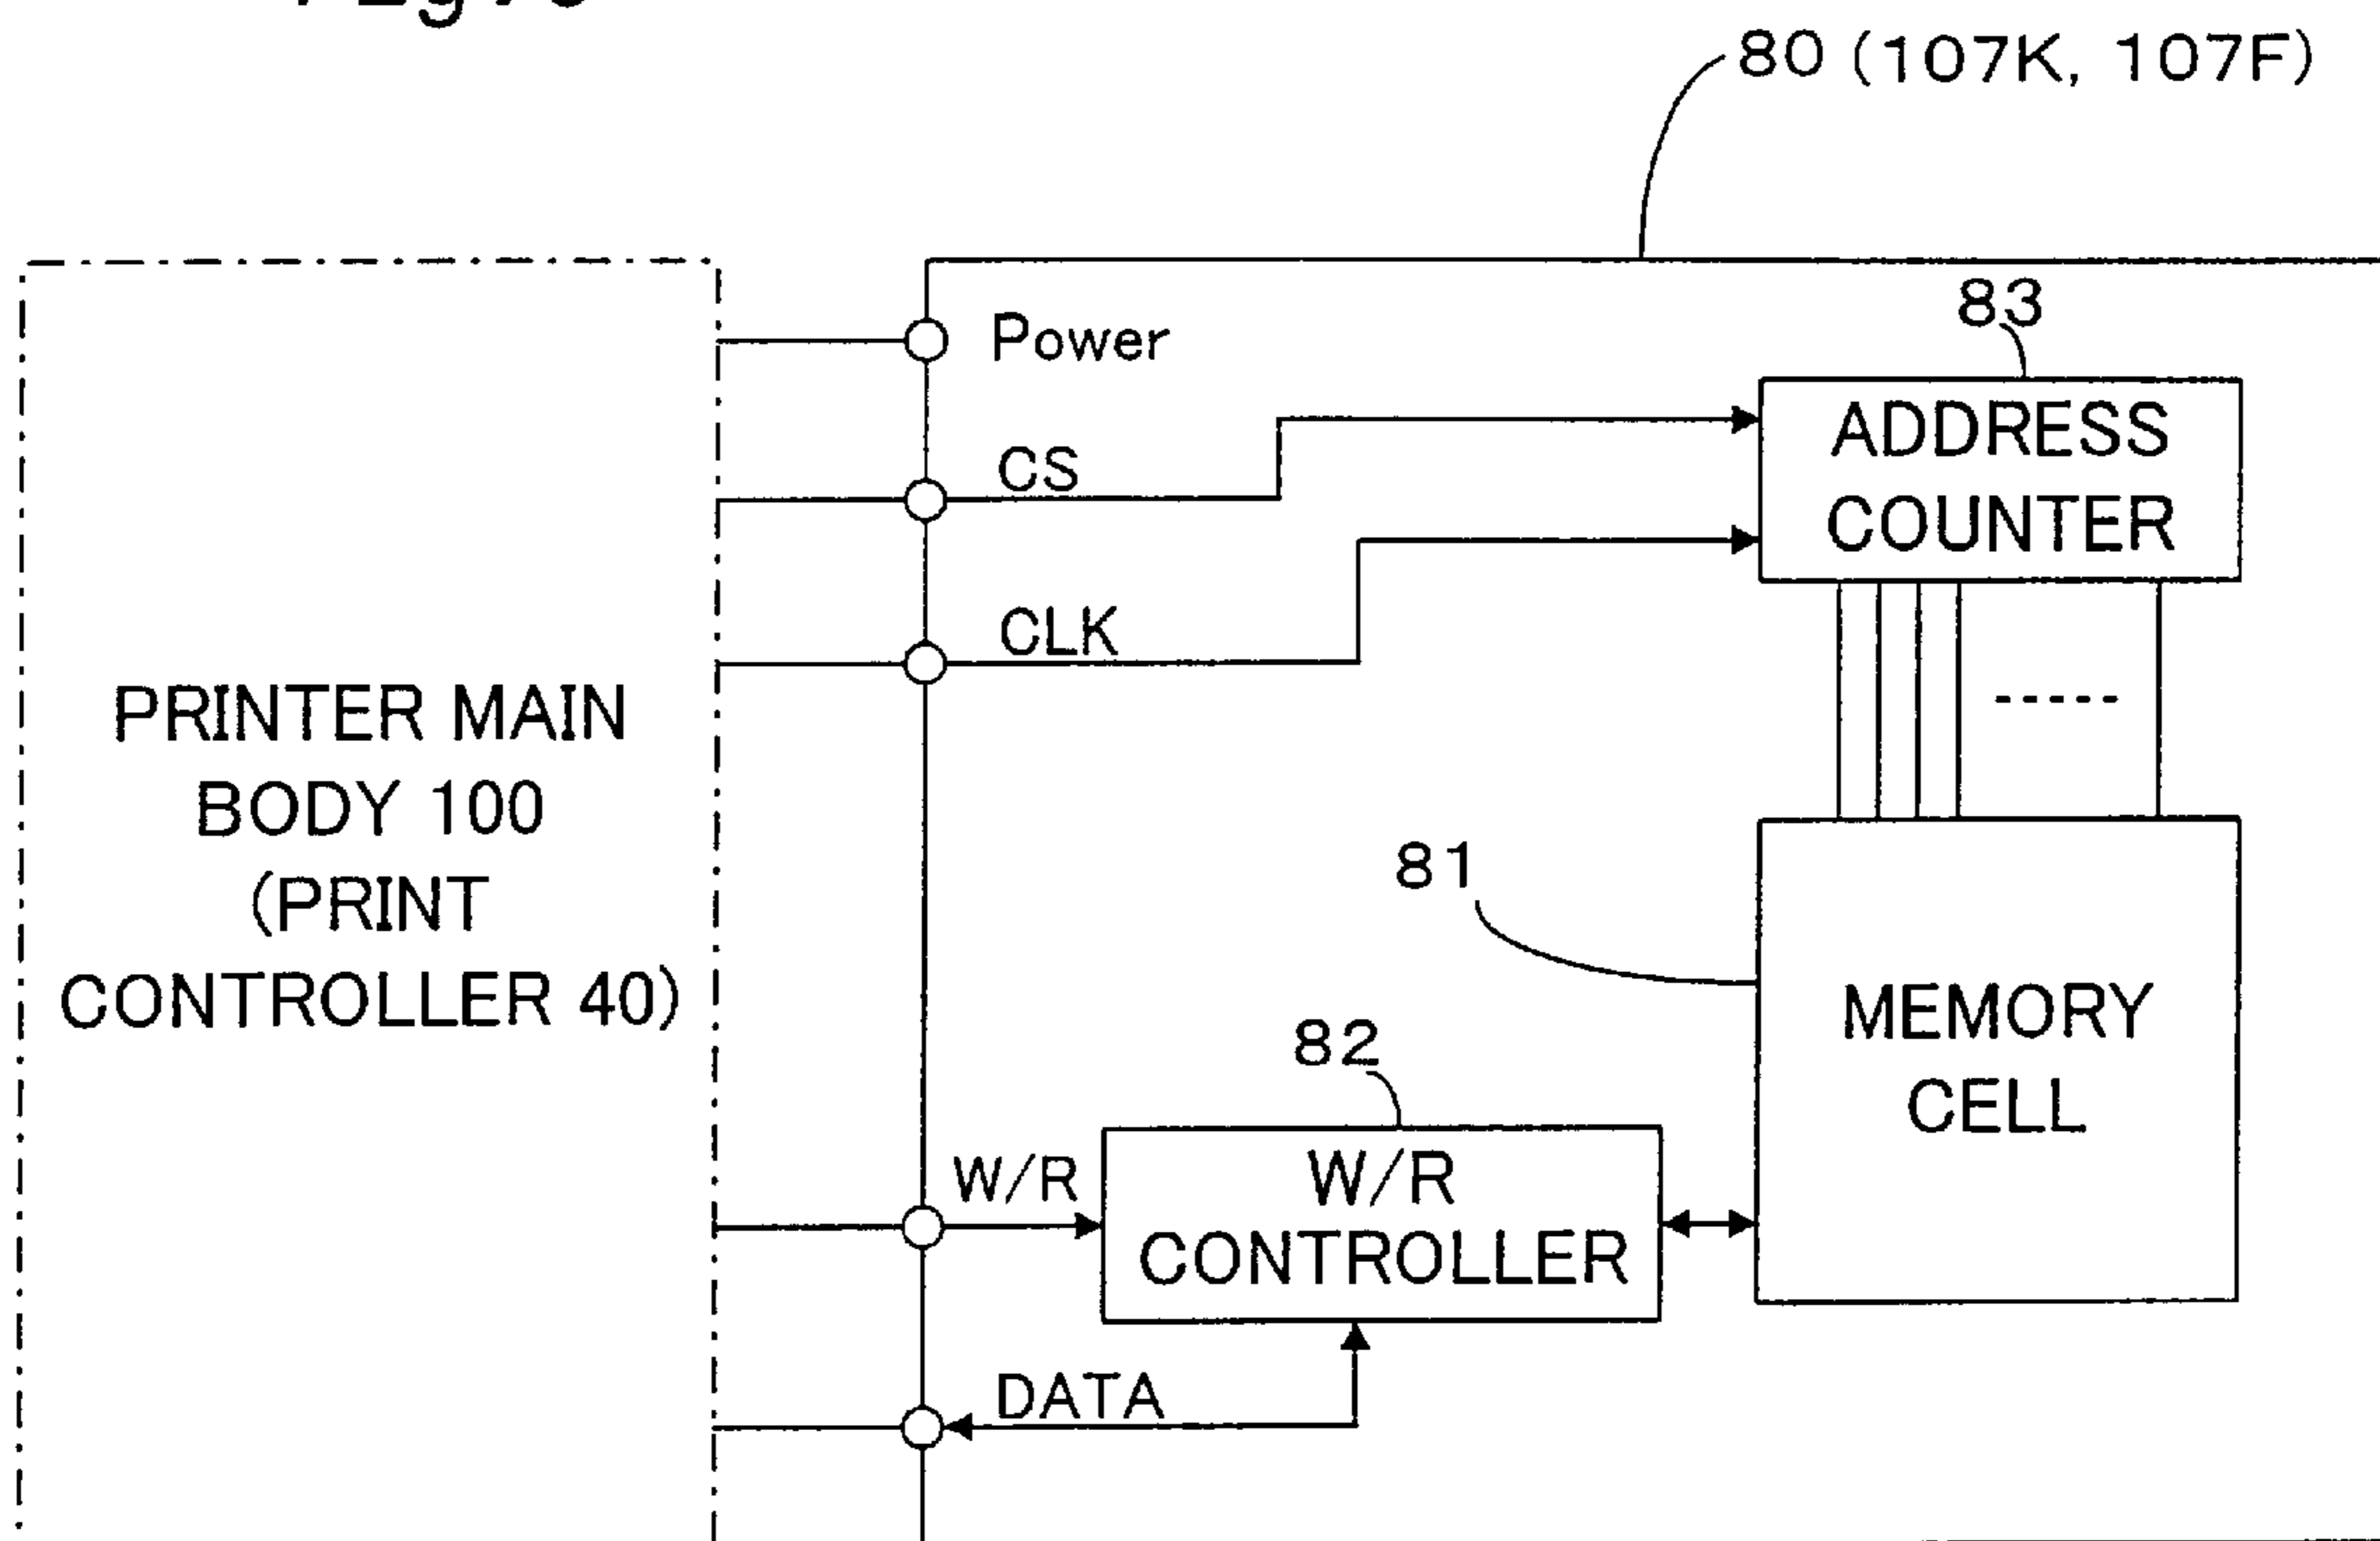 80 (107K, 107F)
83
Power
ADDRESS
COUNTER
CS
CLK
PRINTER MAIN
BODY 100
(PRINT
CONTROLLER 40)
81
MEMORY
CELL
82
W/R
W/R
CONTROLLER
DATA